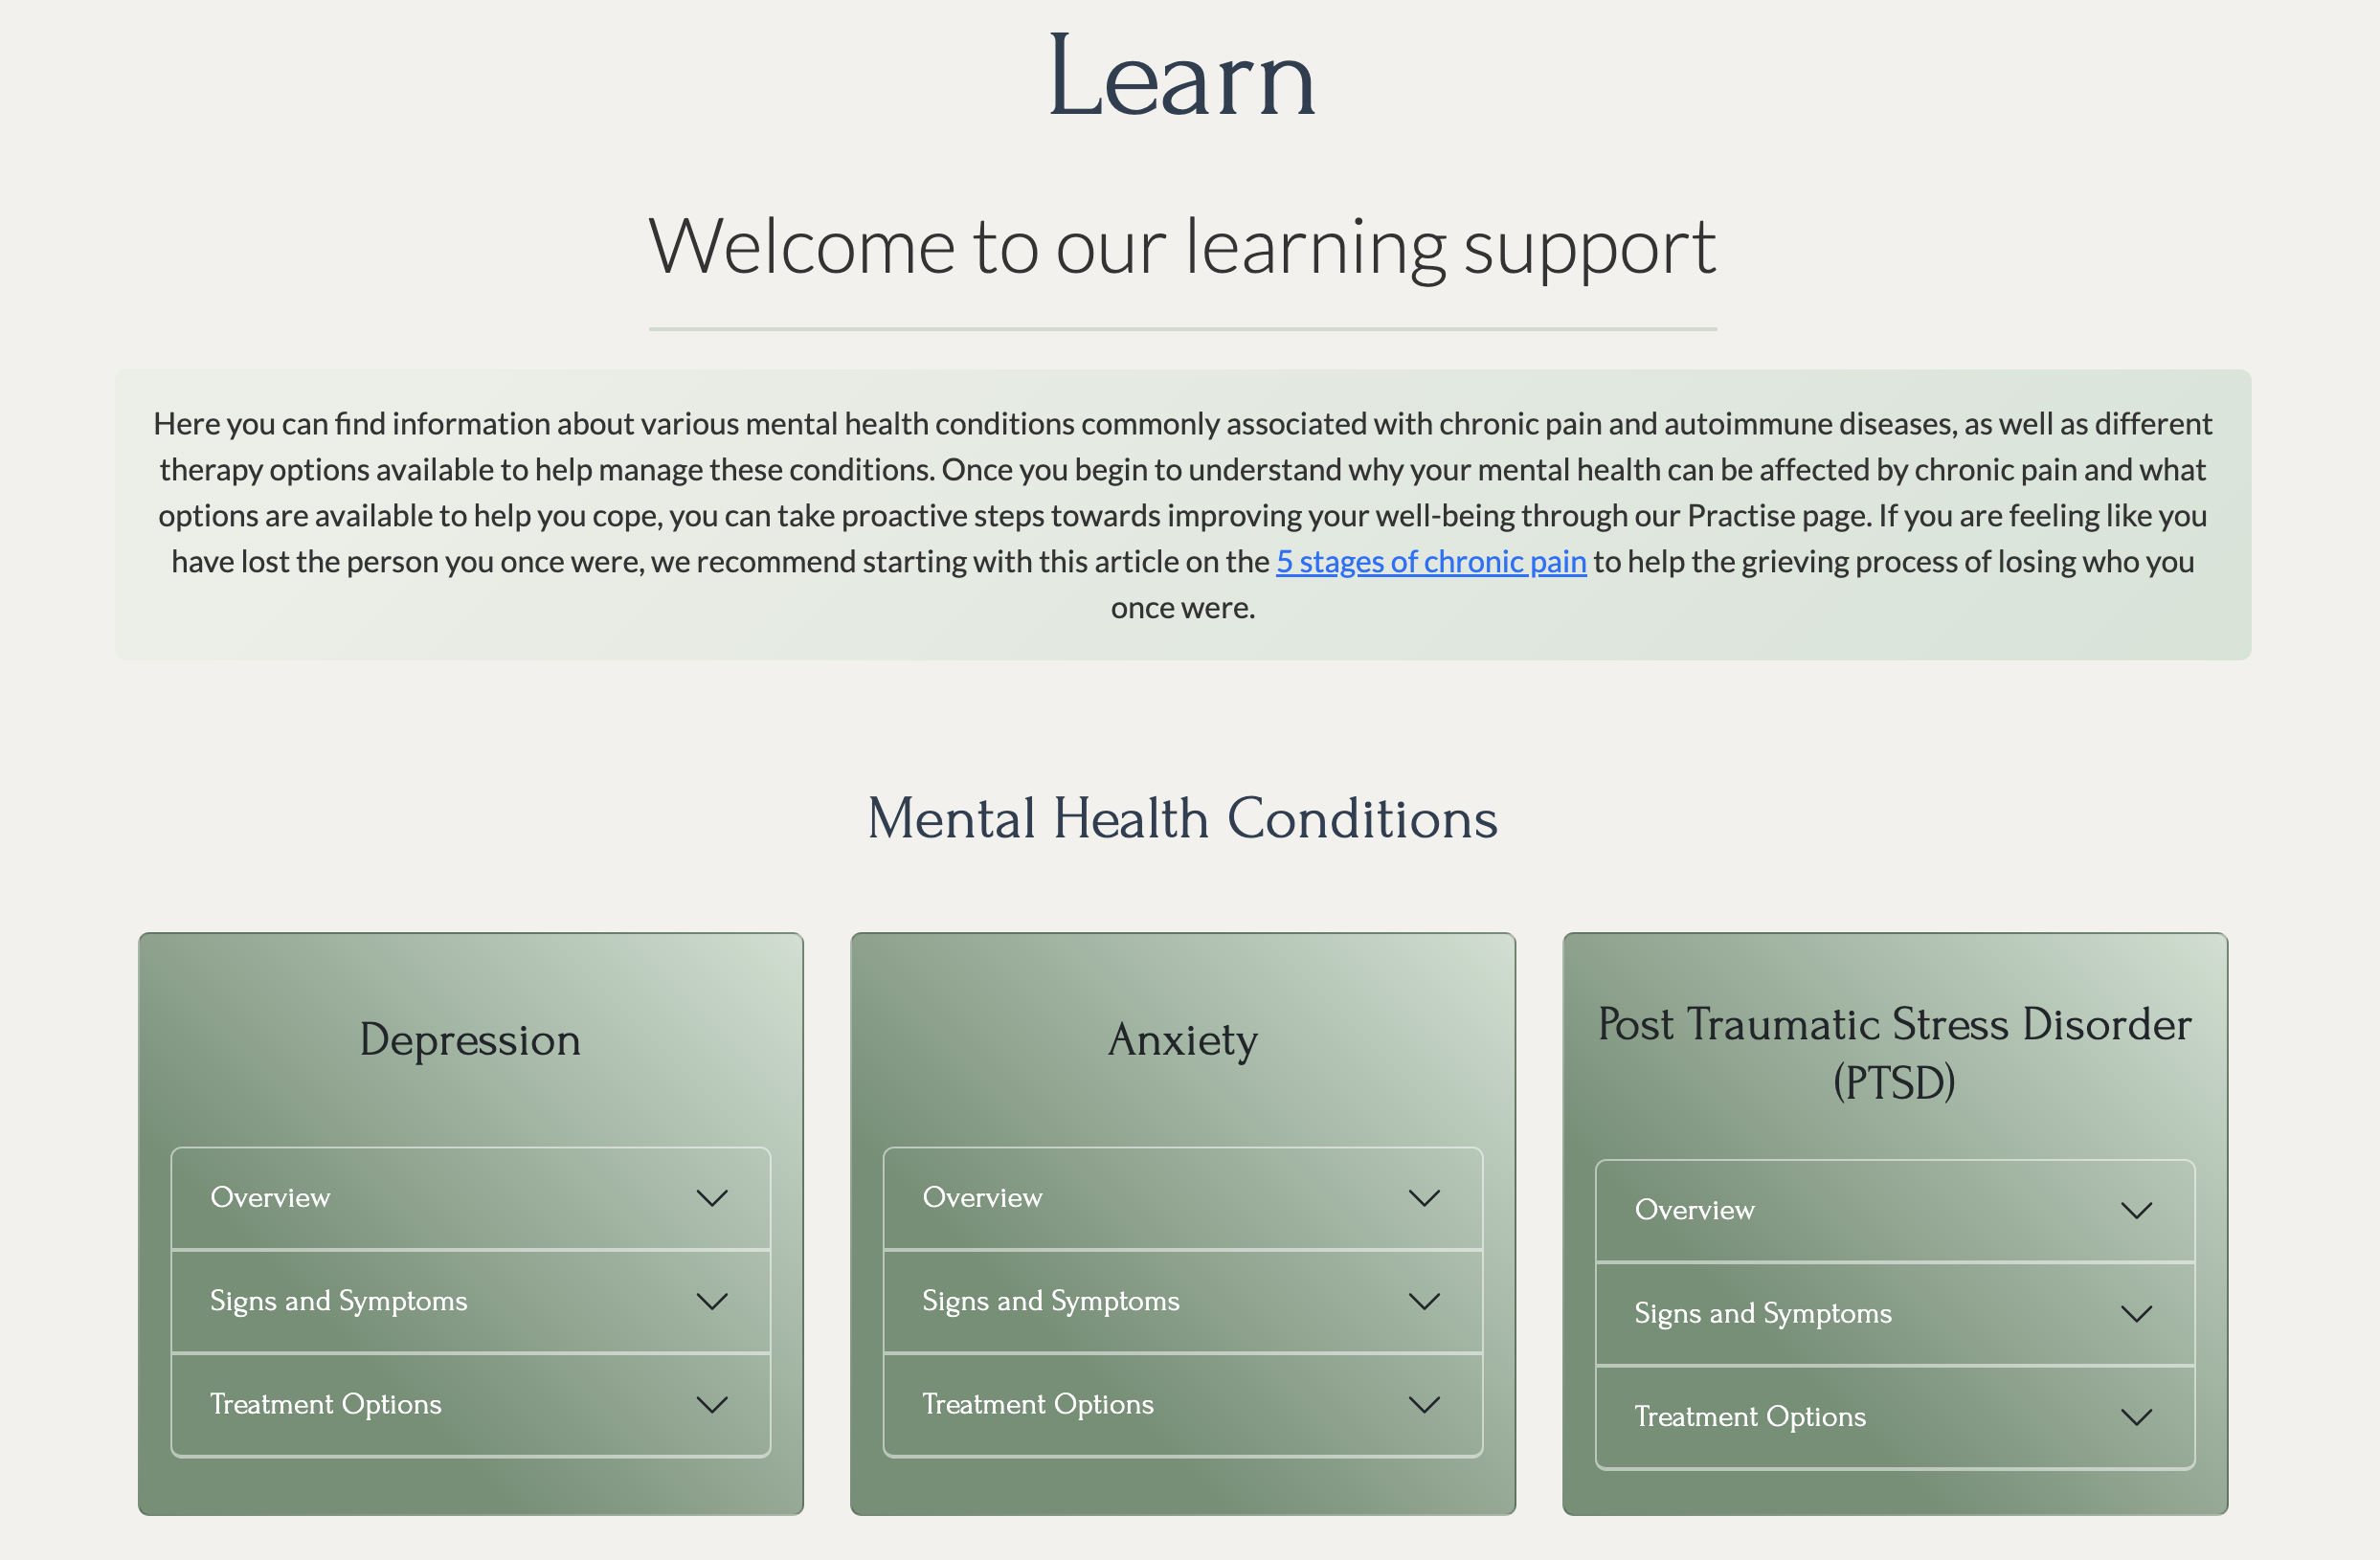 Learn
Welcome to our learning support
Here you can find information about various mental health conditions commonly associated with chronic pain and autoimmune diseases, as well as different
therapy options available to help manage these conditions. Once you begin to understand why your mental health can be affected by chronic pain and what
options are available to help you cope, you can take proactive steps towards improving your well-being through our Practise page. If you are feeling like you
have lost the person you once were, we recommend starting with this article on the 5 stages of chronic pain to help the grieving process of losing who you
once were.
Mental Health Conditions
Depression
Overview
Signs and Symptoms
Treatment Options
Anxiety
Overview
Signs and Symptoms
Treatment Options
Post Traumatic Stress Disorder
(PTSD)
Overview
Signs and Symptoms
Treatment Options